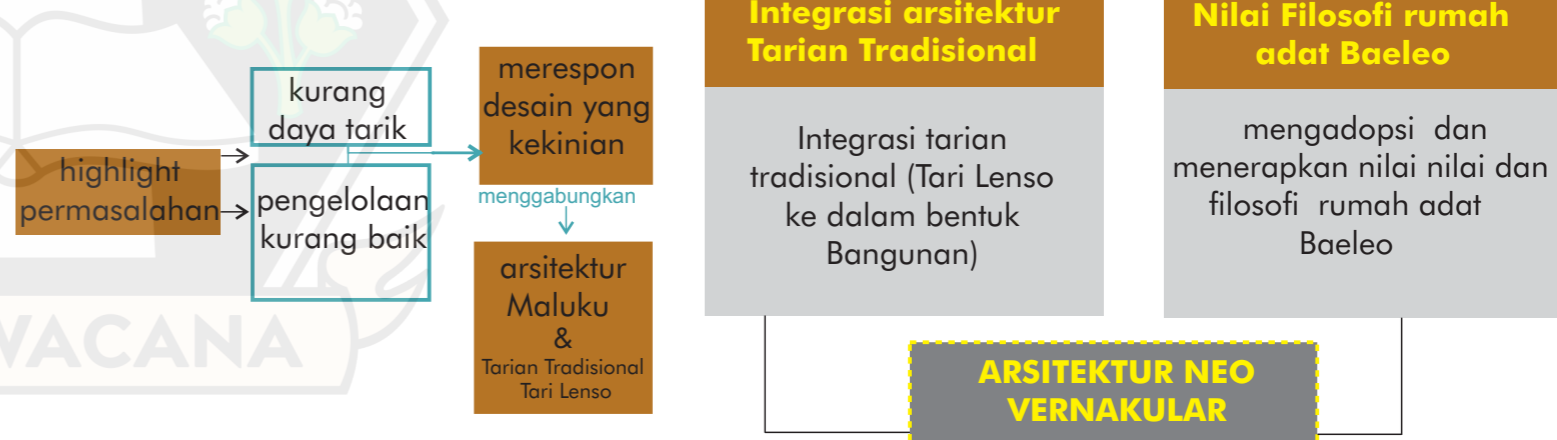 highlight
permasalahan
kurang
daya tarik
pengelolaan
kurang baik
merespon
desain yang
kekinian
menggabungkan
arsitektur
Maluku
&
Tarian Tradisional
Tari Lenso
Integrasi arsitektur
Tarian Tradisional
Integrasi tarian
tradisional (Tari Lenso
ke dalam bentuk
Bangunan)
Nilai Filosofi rumah
adat Baeleo
mengadopsi dan
menerapkan nilai nilai dan
filosofi rumah adat
Baeleo
ARSITEKTUR NEO
VERNAKULAR
WACANA